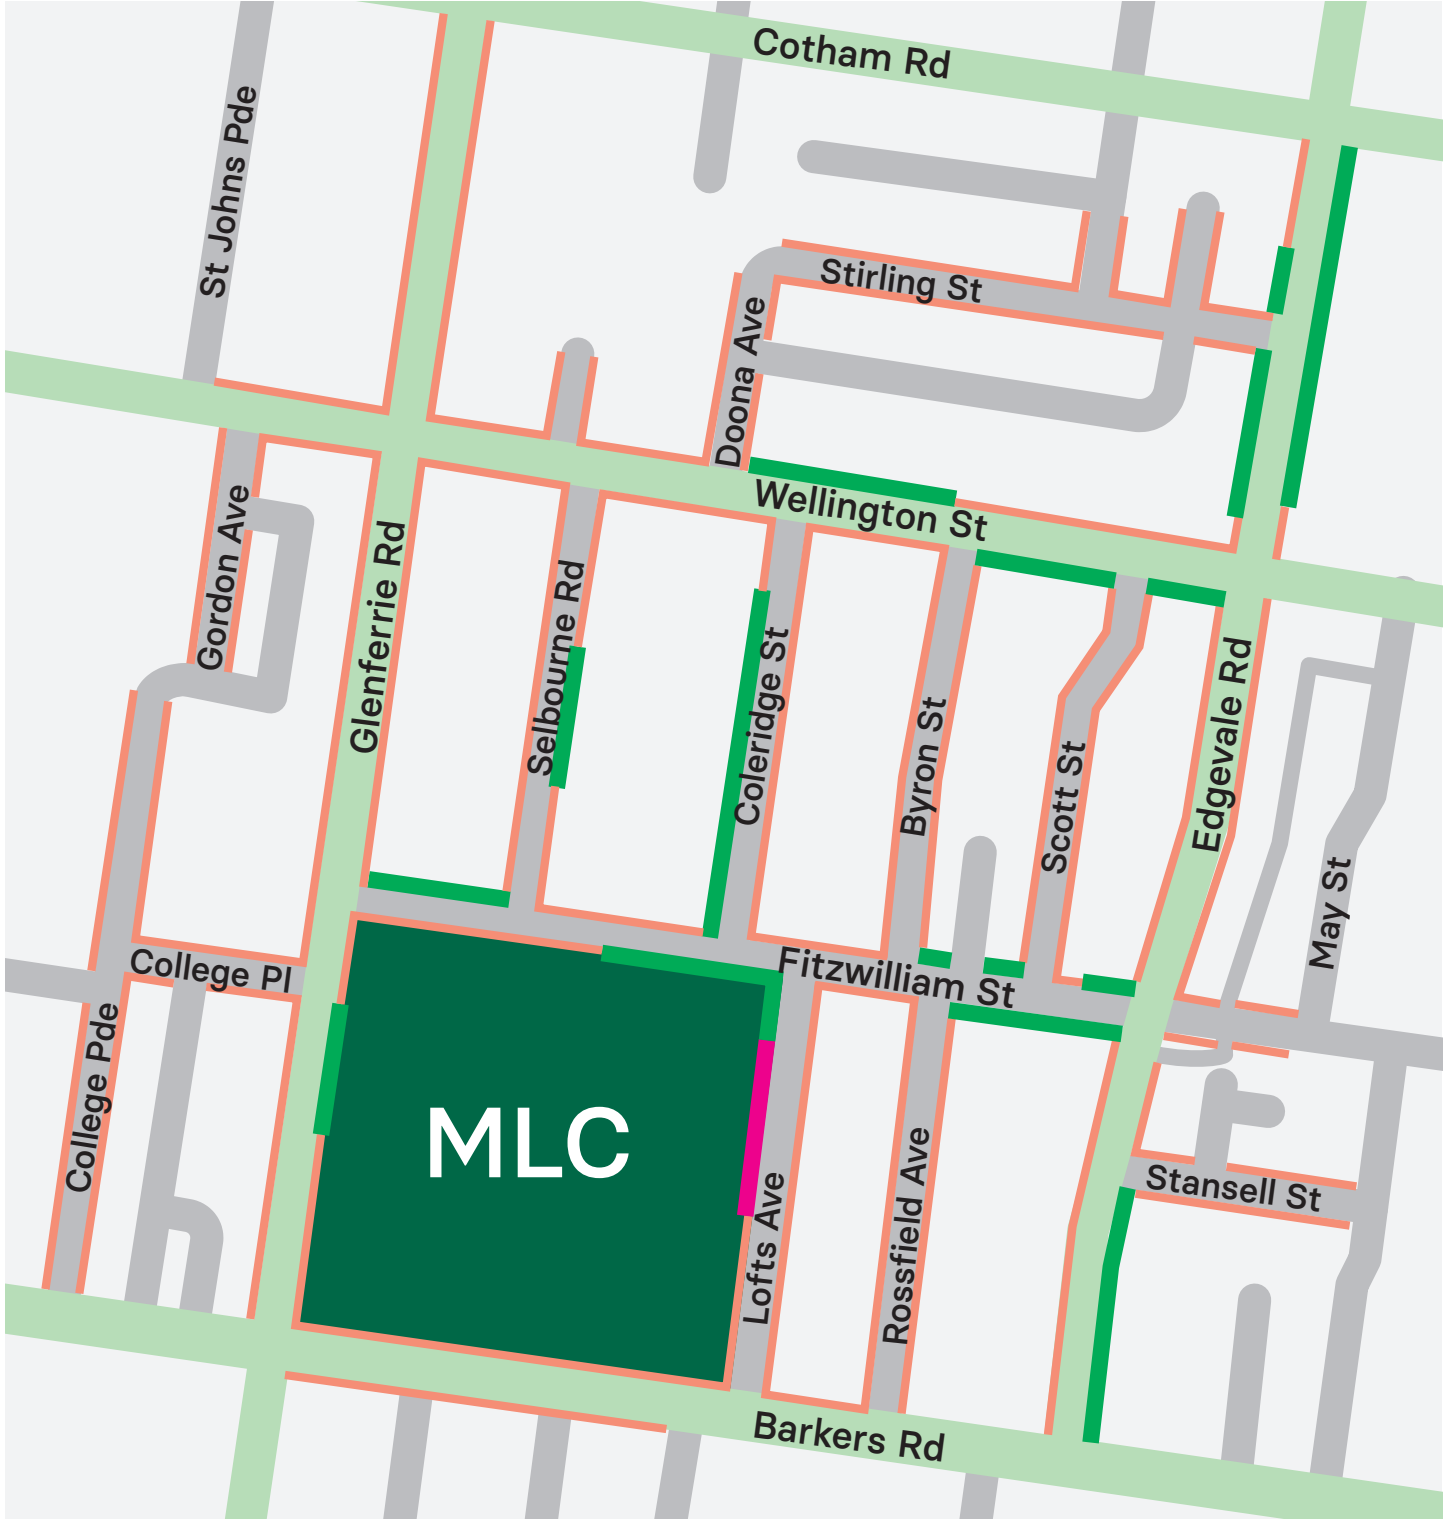 Cotham Rd
St Johns Pde
Stirling St
Doona Ave
Wellington St
Gordon Ave
Glenferrie Rd
Selbourne Rd
Coleridge St
Byron St
Scott St
Edgevale Rd
May St
College Pl
Fitzwilliam St
College Pde
MLC
Lofts Ave
Rossfield Ave
Stansell St
Barkers Rd